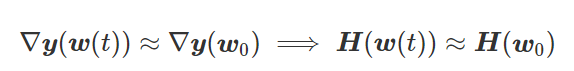 ∇y(w(t)) ≈ ∇y(w₀) ⟹ H(w(t)) ≈ H(w₀)